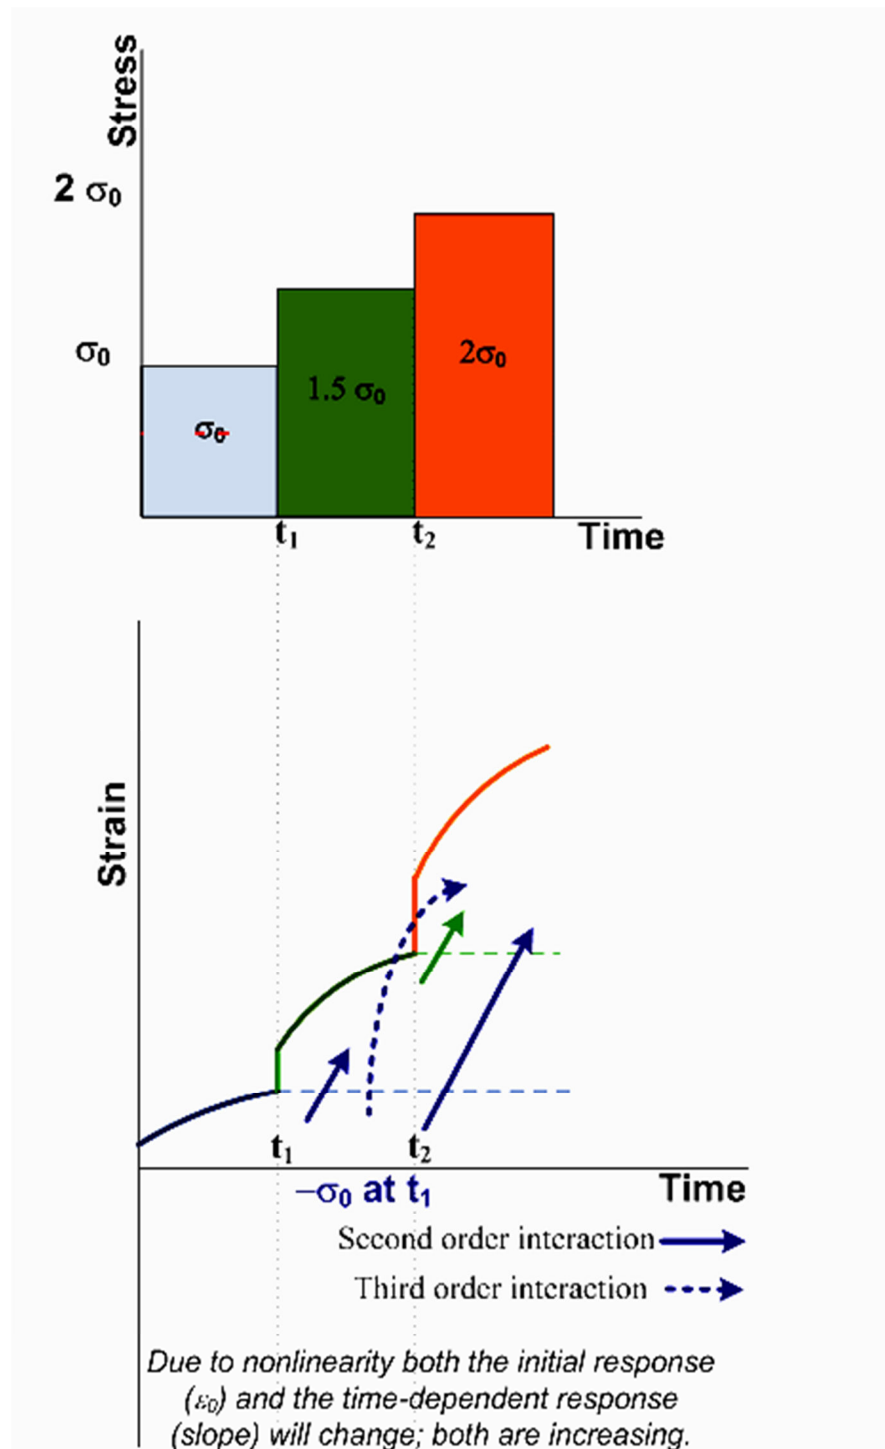 Stress
2 σ₀
σ₀
σ₀
1.5 σ₀
2σ₀
t₁
t₂
Time
Strain
t₁
t₂
−σ₀ at t₁
Time
Second order interaction
Third order interaction
Due to nonlinearity both the initial response
(ε₀) and the time-dependent response
(slope) will change; both are increasing.